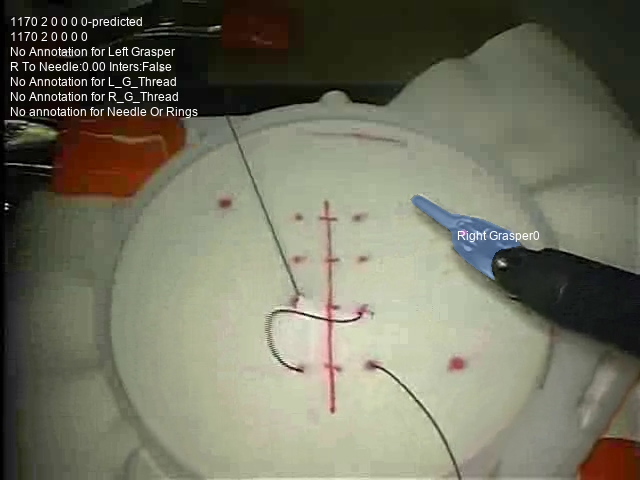 1170 2 0 0 0 0-predicted
1170 2 0 0 0 0
No Annotation for Left Grasper
R To Needle:0.00 Inters:False
No Annotation for L_G_Thread
No Annotation for R_G_Thread
No annotation for Needle Or Rings
Right Grasper0